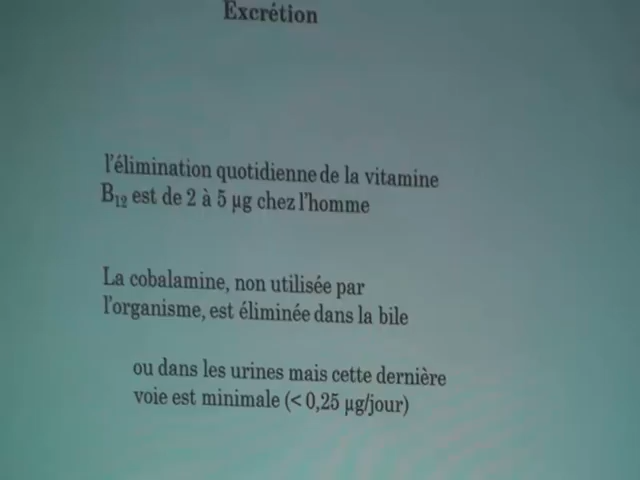 Excrétion
l'élimination quotidienne de la vitamine
B12 est de 2 à 5 µg chez l'homme
La cobalamine, non utilisée par
l'organisme, est éliminée dans la bile
ou dans les urines mais cette dernière
voie est minimale (< 0,25 µg/jour)